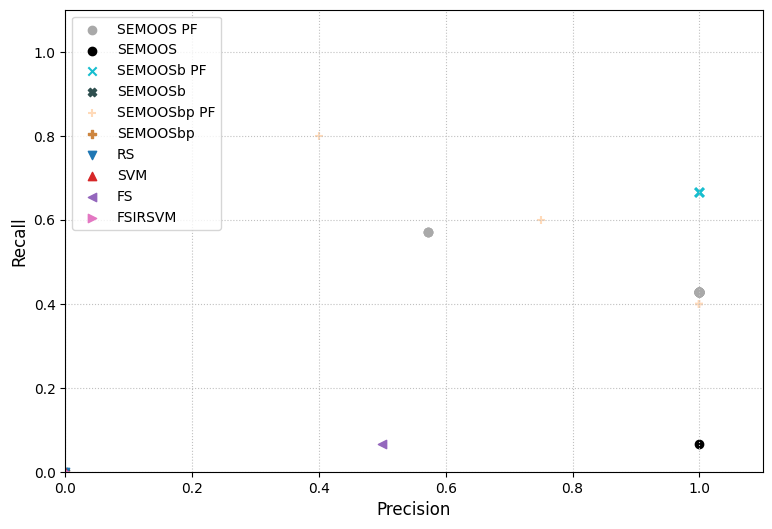 SEMOOS PF
SEMOOS
SEMOOSb PF
SEMOOSb
SEMOOSbp PF
SEMOOSbp
RS
SVM
FS
FSIRSVM
1.0
0.8
0.6
0.4
0.2
0.0
Recall
0.0 0.2 0.4 0.6 0.8 1.0
Precision